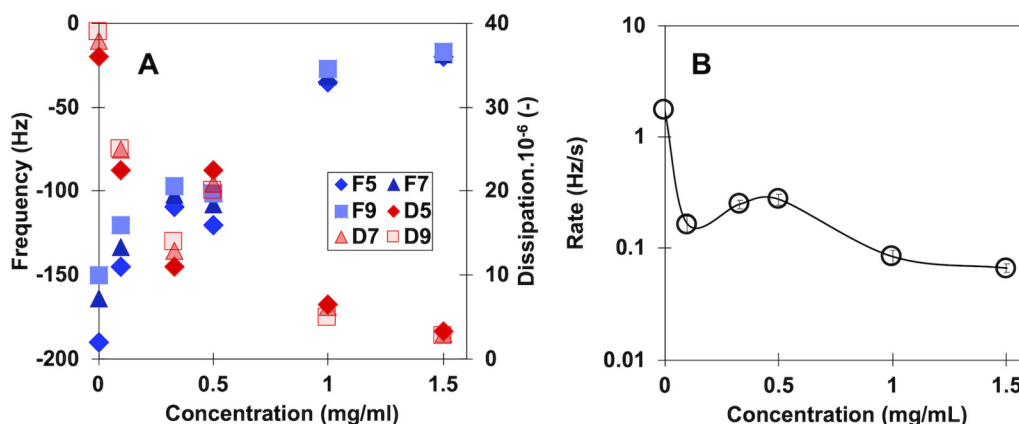 A
B
Frequency (Hz)
0
-50
-100
-150
-200
40
30
20
10
0
Dissipation.10⁻⁶ (-)
F5 F7
F9 D5
D7 D9
0 0.5 1 1.5
Concentration (mg/ml)
Rate (Hz/s)
10
1
0.1
0.01
0 0.5 1 1.5
Concentration (mg/mL)